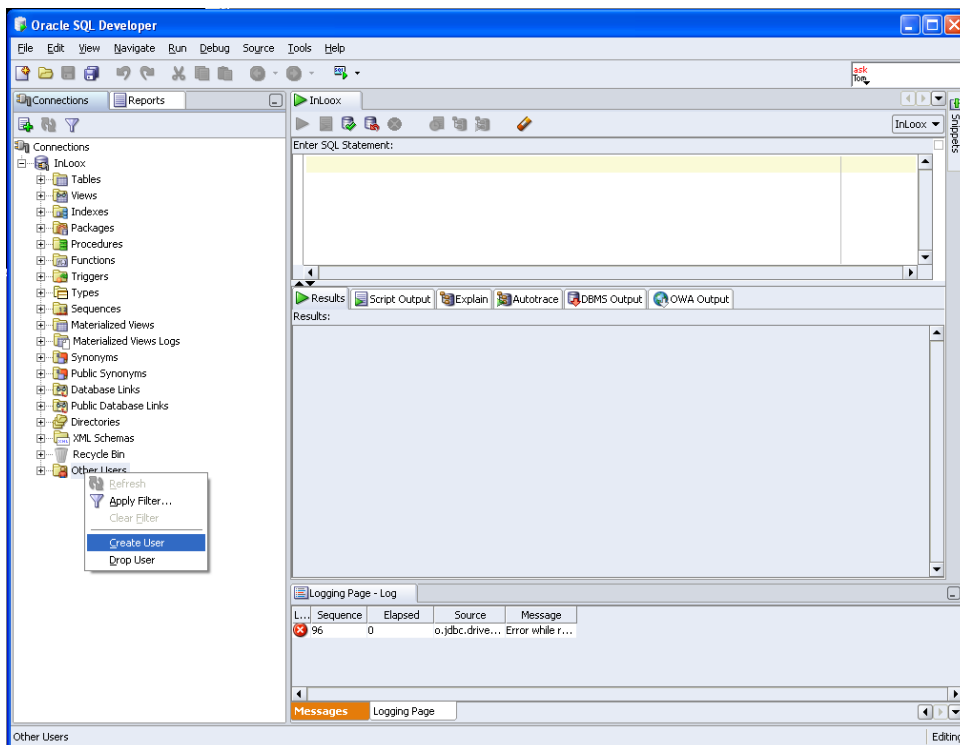 Oracle SQL Developer
File Edit View Navigate Run Debug Source Tools Help
ask
Tom
Connections Reports
InLoox
InLoox
Snippets
Enter SQL Statement:
Connections
InLoox
Tables
Views
Indexes
Packages
Procedures
Functions
Triggers
Types
Sequences
Materialized Views
Materialized Views Logs
Synonyms
Public Synonyms
Database Links
Public Database Links
Directories
XML Schemas
Recycle Bin
Other Users
Refresh
Apply Filter...
Clear Filter
Create User
Drop User
Results Script Output Explain Autotrace DBMS Output OWA Output
Results:
Logging Page - Log
L... Sequence Elapsed Source Message
96 0 o.jdbc.drive... Error while r...
Messages Logging Page
Other Users Editing